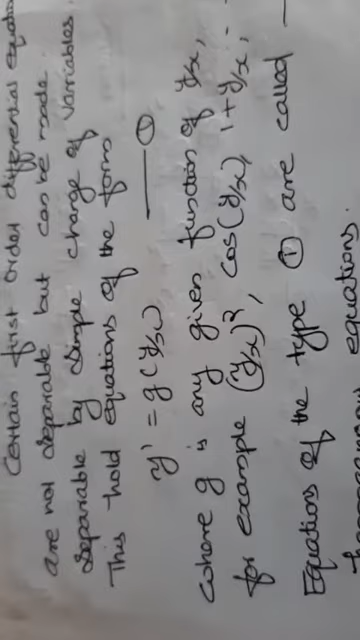 Certain first order differential
are not separable but can be made
separable by simple change of variables.
This hold equations of the form
y' = g(y/x) —— ①
where g is any given function of y/x,
for example (y/x)², cos(y/x), 1+y/x,
Equations of the type ① are called —
equations.